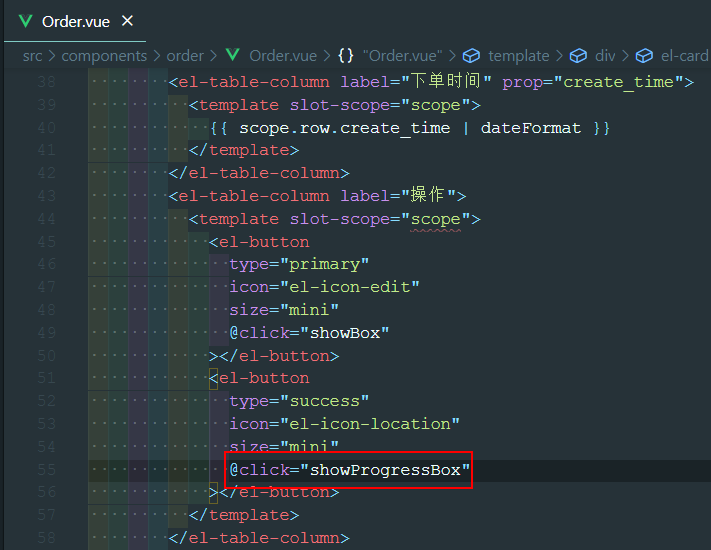 Order.vue ×
src > components > order > Order.vue > {} "Order.vue" > template > div > el-card
38 <el-table-column label="下单时间" prop="create_time">
39 <template slot-scope="scope">
40 {{ scope.row.create_time | dateFormat }}
41 </template>
42 </el-table-column>
43 <el-table-column label="操作">
44 <template slot-scope="scope">
45 <el-button
46 type="primary"
47 icon="el-icon-edit"
48 size="mini"
49 @click="showBox"
50 ></el-button>
51 <el-button
52 type="success"
53 icon="el-icon-location"
54 size="mini"
55 @click="showProgressBox"
56 ></el-button>
57 </template>
58 </el-table-column>